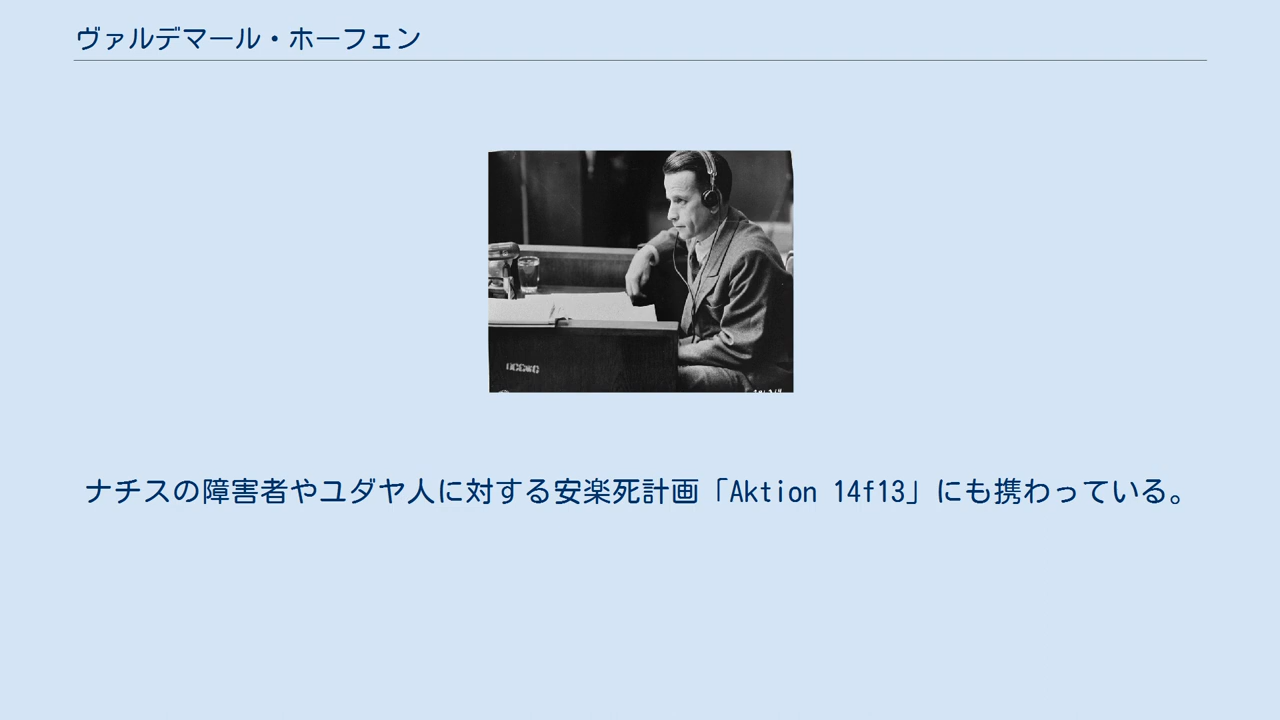 ヴァルデマール・ホーフェン
ナチスの障害者やユダヤ人に対する安楽死計画「Aktion 14f13」にも携わっている。